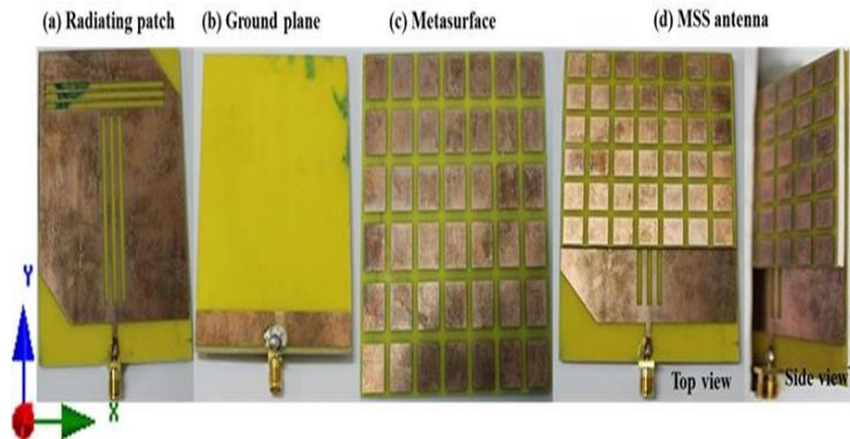 (a) Radiating patch (b) Ground plane (c) Metasurface (d) MSS antenna
Y
X
Top view Side view